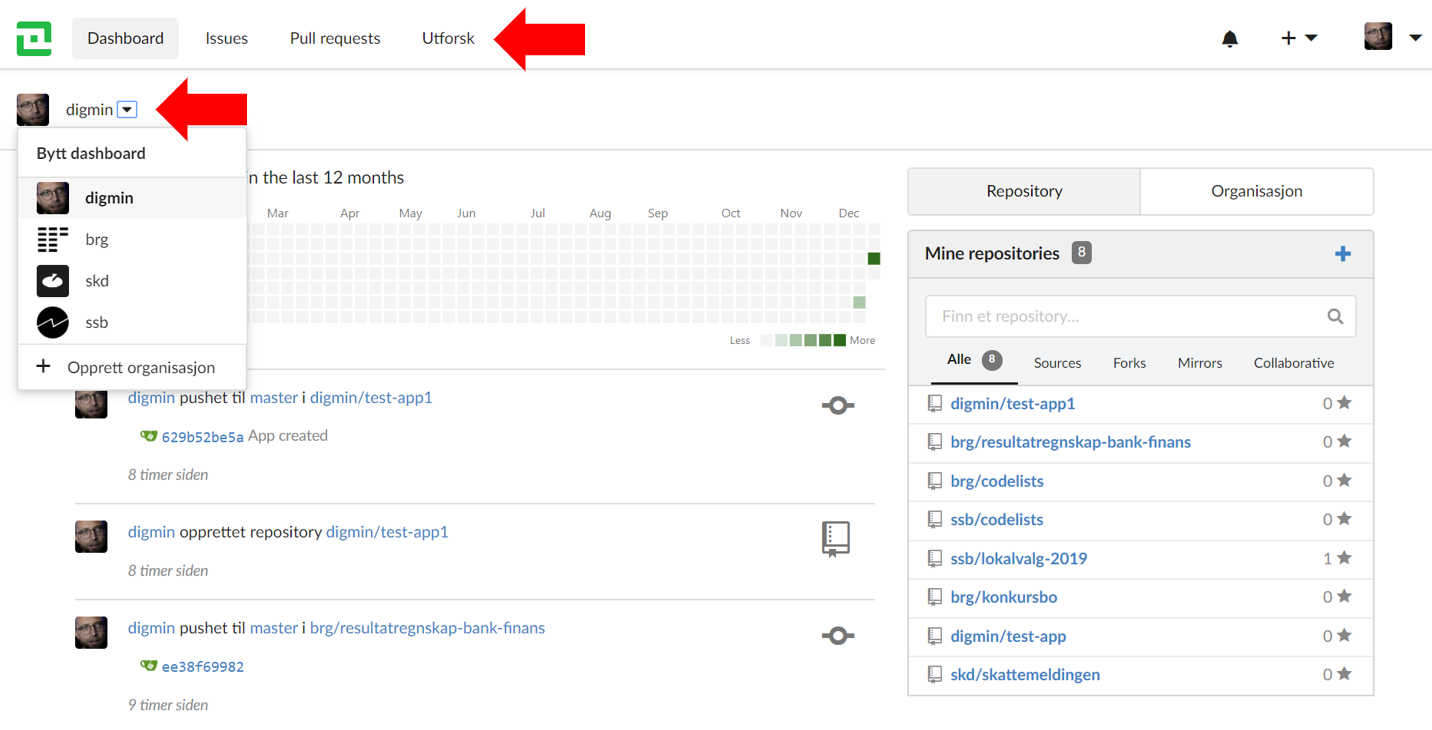 Dashboard Issues Pull requests Utforsk
digmin
Bytt dashboard
digmin
brg
skd
ssb
Opprett organisasjon
n the last 12 months
Mar Apr May Jun Jul Aug Sep Oct Nov Dec
Less More
digmin pushet til master i digmin/test-app1
629b52be5a App created
8 timer siden
digmin opprettet repository digmin/test-app1
8 timer siden
digmin pushet til master i brg/resultatregnskap-bank-finans
ee38f69982
9 timer siden
Repository Organisasjon
Mine repositories 8
Finn et repository...
Alle 8 Sources Forks Mirrors Collaborative
digmin/test-app1 0
brg/resultatregnskap-bank-finans 0
brg/codelists 0
ssb/codelists 0
ssb/lokalvalg-2019 1
brg/konkursbo 0
digmin/test-app 0
skd/skattemeldingen 0